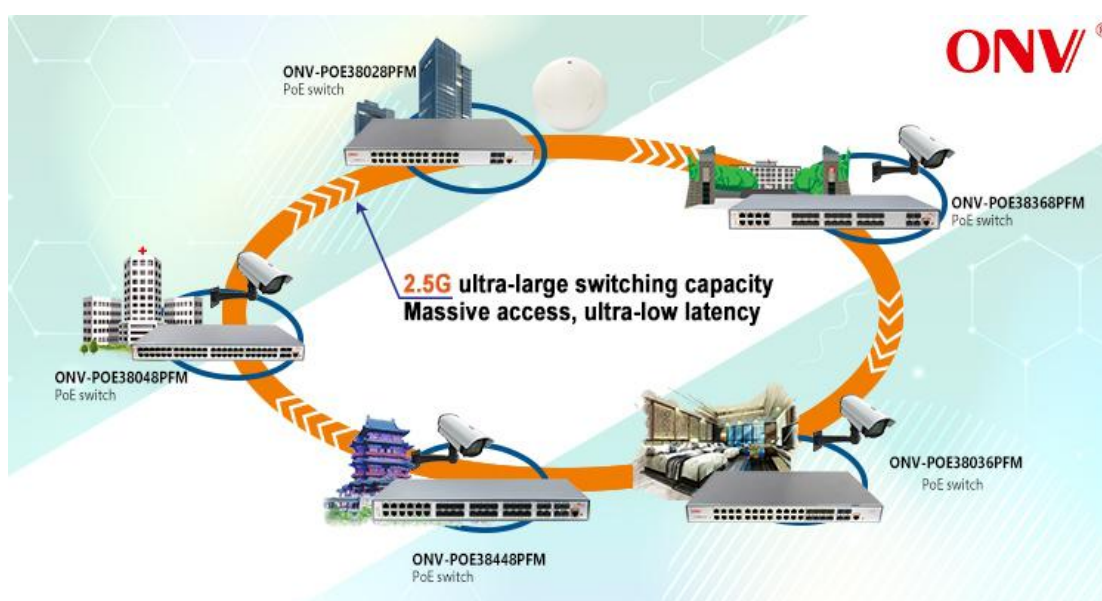 ONV®
ONV-POE38028PFM
PoE switch
ONV-POE38368PFM
PoE switch
2.5G ultra-large switching capacity
Massive access, ultra-low latency
ONV-POE38048PFM
PoE switch
ONV-POE38036PFM
PoE switch
ONV-POE38448PFM
PoE switch